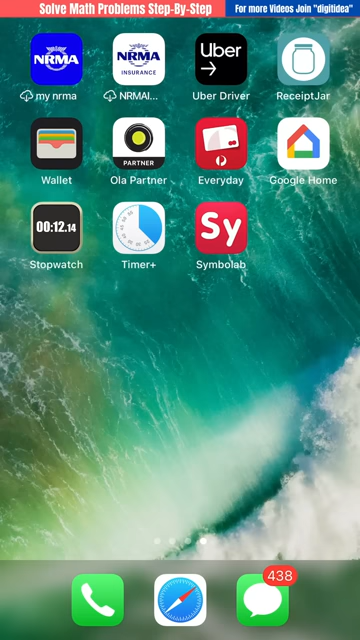 Solve Math Problems Step-By-Step
For more Videos Join "digitidea"
NRMA
NRMA
INSURANCE
Uber
my nrma
NRMAI...
Uber Driver
ReceiptJar
PARTNER
Wallet
Ola Partner
Everyday
Google Home
00:12.14
Sy
Stopwatch
Timer+
Symbolab
438